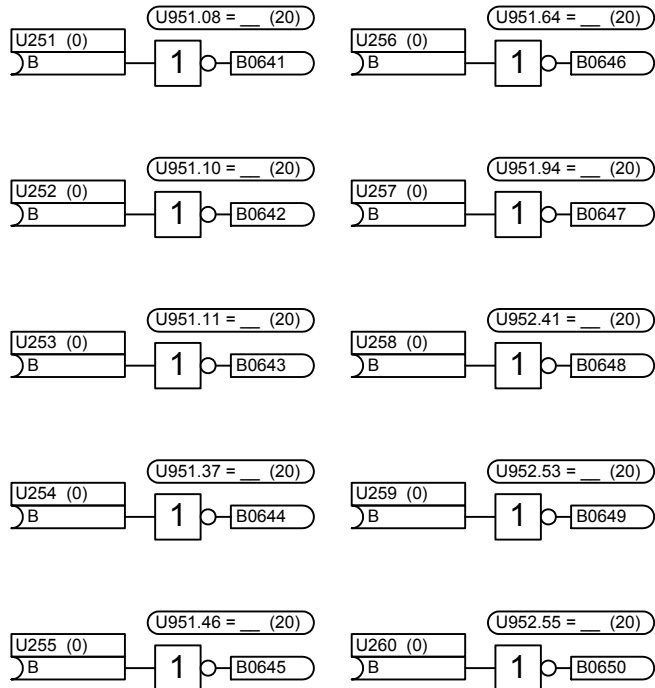 U951.08 = __ (20)
U251 (0)
B
1
B0641
U951.64 = __ (20)
U256 (0)
B
1
B0646
U951.10 = __ (20)
U252 (0)
B
1
B0642
U951.94 = __ (20)
U257 (0)
B
1
B0647
U951.11 = __ (20)
U253 (0)
B
1
B0643
U952.41 = __ (20)
U258 (0)
B
1
B0648
U951.37 = __ (20)
U254 (0)
B
1
B0644
U952.53 = __ (20)
U259 (0)
B
1
B0649
U951.46 = __ (20)
U255 (0)
B
1
B0645
U952.55 = __ (20)
U260 (0)
B
1
B0650